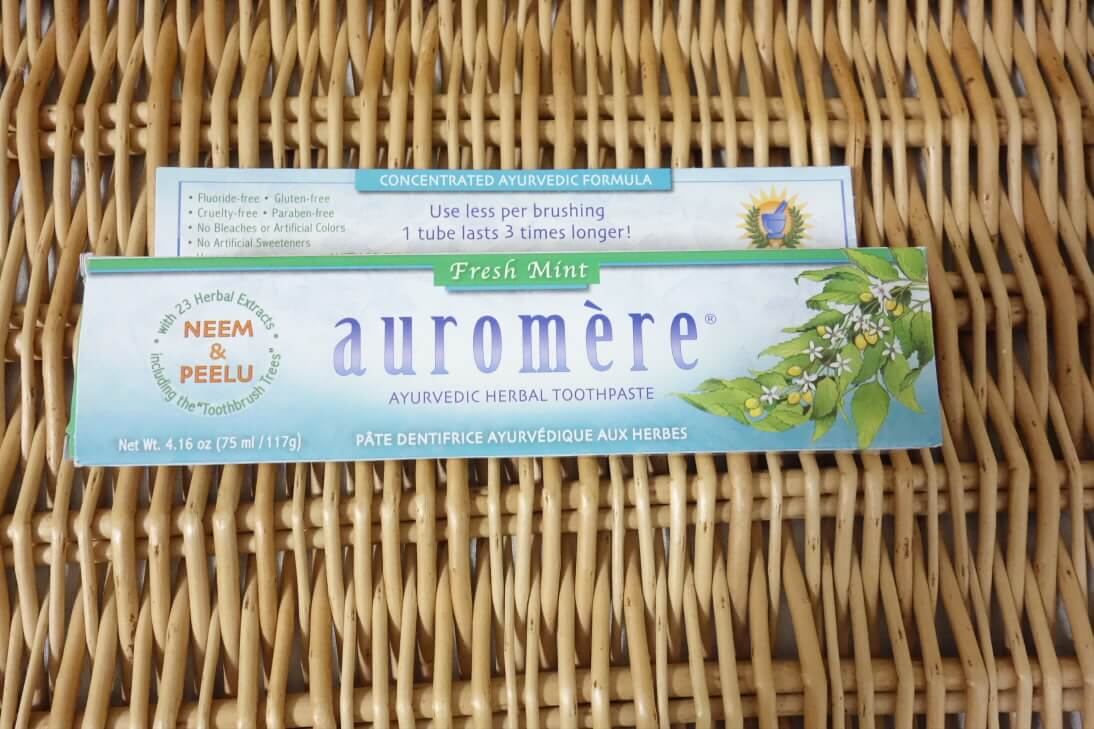 CONCENTRATED AYURVEDIC FORMULA
• Fluoride-free • Gluten-free
• Cruelty-free • Paraben-free
• No Bleaches or Artificial Colors
• No Artificial Sweeteners
Use less per brushing
1 tube lasts 3 times longer!
Fresh Mint
• with 23 Herbal Extracts •
NEEM
&
PEELU
including the "Toothbrush Trees"
auromère®
AYURVEDIC HERBAL TOOTHPASTE
Net Wt. 4.16 oz (75 ml /117g)
PÂTE DENTIFRICE AYURVÉDIQUE AUX HERBES